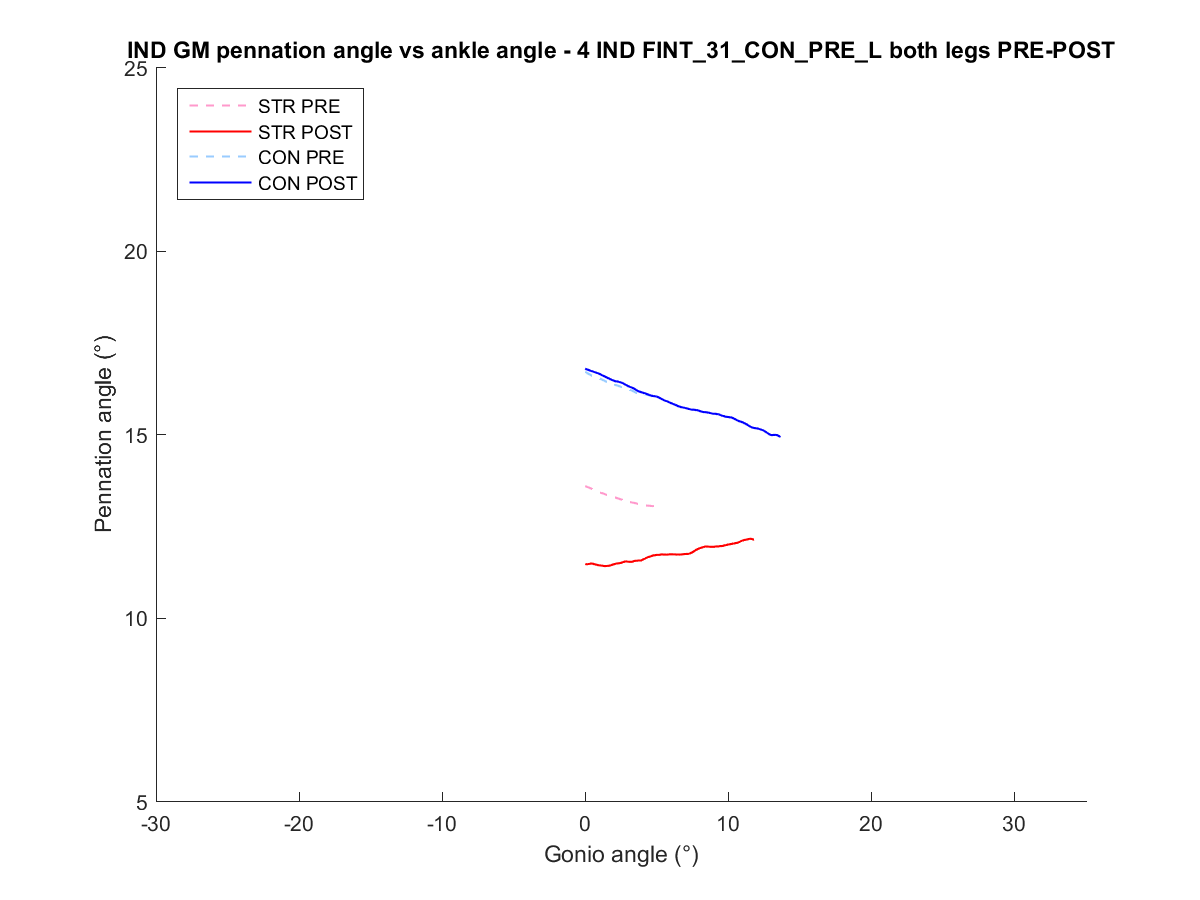 IND GM pennation angle vs ankle angle - 4 IND FINT_31_CON_PRE_L both legs PRE-POST
25
STR PRE
STR POST
CON PRE
CON POST
20
15
10
5
Pennation angle (°)
-30
-20
-10
0
10
20
30
Gonio angle (°)